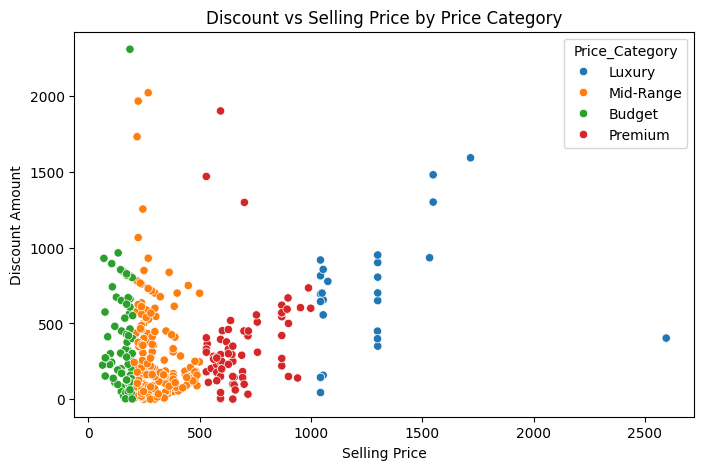 Discount vs Selling Price by Price Category
Price_Category
Luxury
Mid-Range
Budget
Premium
Discount Amount
2000
1500
1000
500
0
0
500
1000
1500
2000
2500
Selling Price